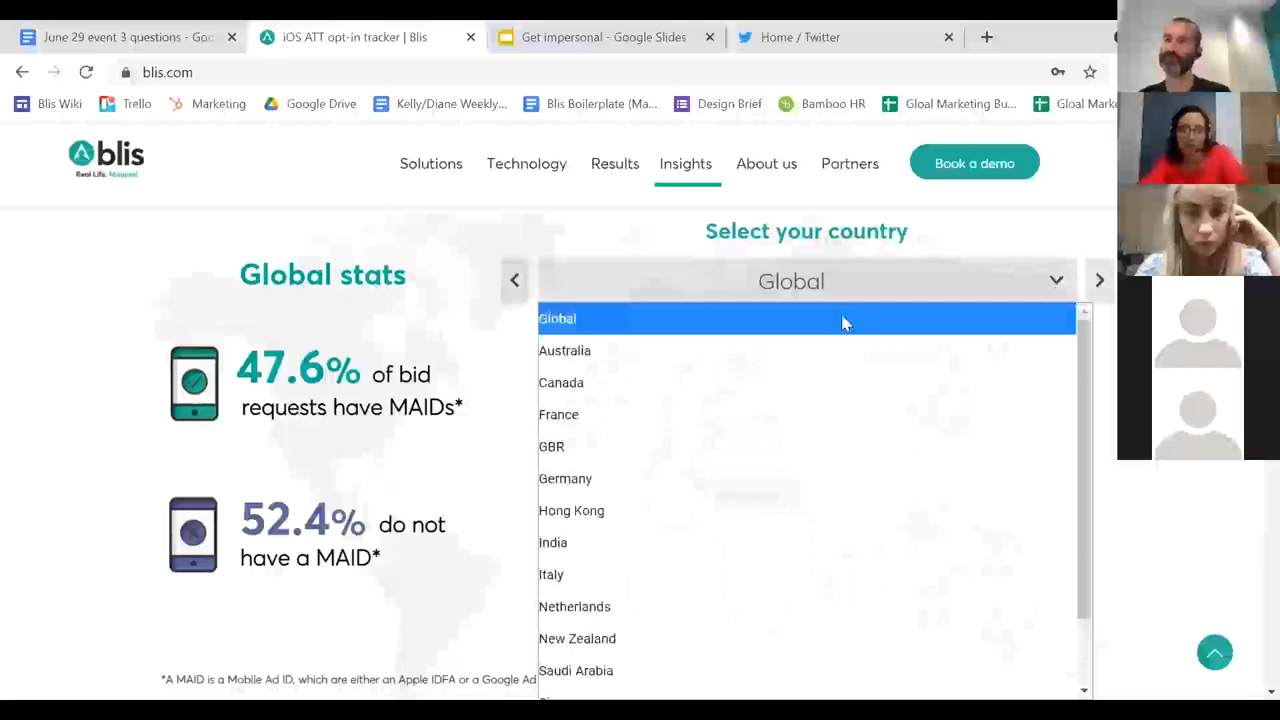 June 29 event 3 questions - Goo
iOS ATT opt-in tracker | Blis
Get impersonal - Google Slides
Home / Twitter
blis.com
Blis Wiki
Trello
Marketing
Google Drive
Kelly/Diane Weekly...
Blis Boilerplate (Ma...
Design Brief
Bamboo HR
Gloal Marketing Bu...
Gloal Marke
blis
Real Life. Mapped.
Solutions
Technology
Results
Insights
About us
Partners
Book a demo
Select your country
Global stats
Global
47.6% of bid
requests have MAIDs*
52.4% do not
have a MAID*
Global
Australia
Canada
France
GBR
Germany
Hong Kong
India
Italy
Netherlands
New Zealand
Saudi Arabia
*A MAID is a Mobile Ad ID, which are either an Apple IDFA or a Google Ad